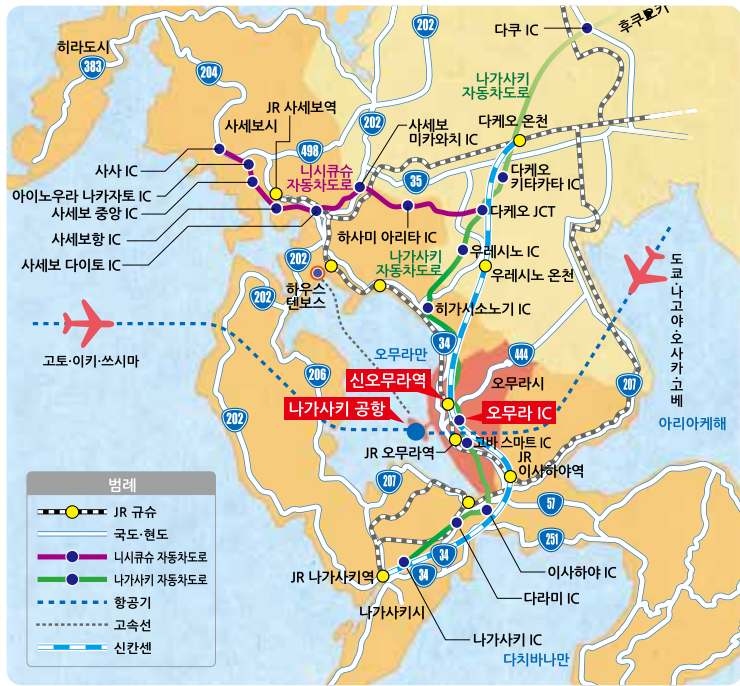 202
다쿠 IC
후쿠오카
히라도시
383
204
나가사키
자동차도로
JR 사세보역
사세보시
202
사세보
미카와치 IC
다케오 온천
498
사사 IC
니시큐슈
자동차도로
35
다케오
키타카타 IC
아이노우라 나카자토 IC
사세보 중앙 IC
다케오 JCT
사세보항 IC
하사미 아리타 IC
사세보 다이토 IC
나가사키
자동차도로
우레시노 IC
우레시노 온천
202
하우스
텐보스
202
히가시소노기 IC
도쿄·나고야·오사카·고베
고토·이키·쓰시마
34
오무라만
444
206
신오무라역
오무라시
207
나가사키 공항
오무라 IC
202
아리아케해
고바 스마트 IC
JR 오무라역
JR
이사하야역
207
57
251
34
34
이사하야 IC
JR 나가사키역
다라미 IC
나가사키시
나가사키 IC
다치바나만
범례
JR 규슈
국도·현도
니시큐슈 자동차도로
나가사키 자동차도로
항공기
고속선
신칸센